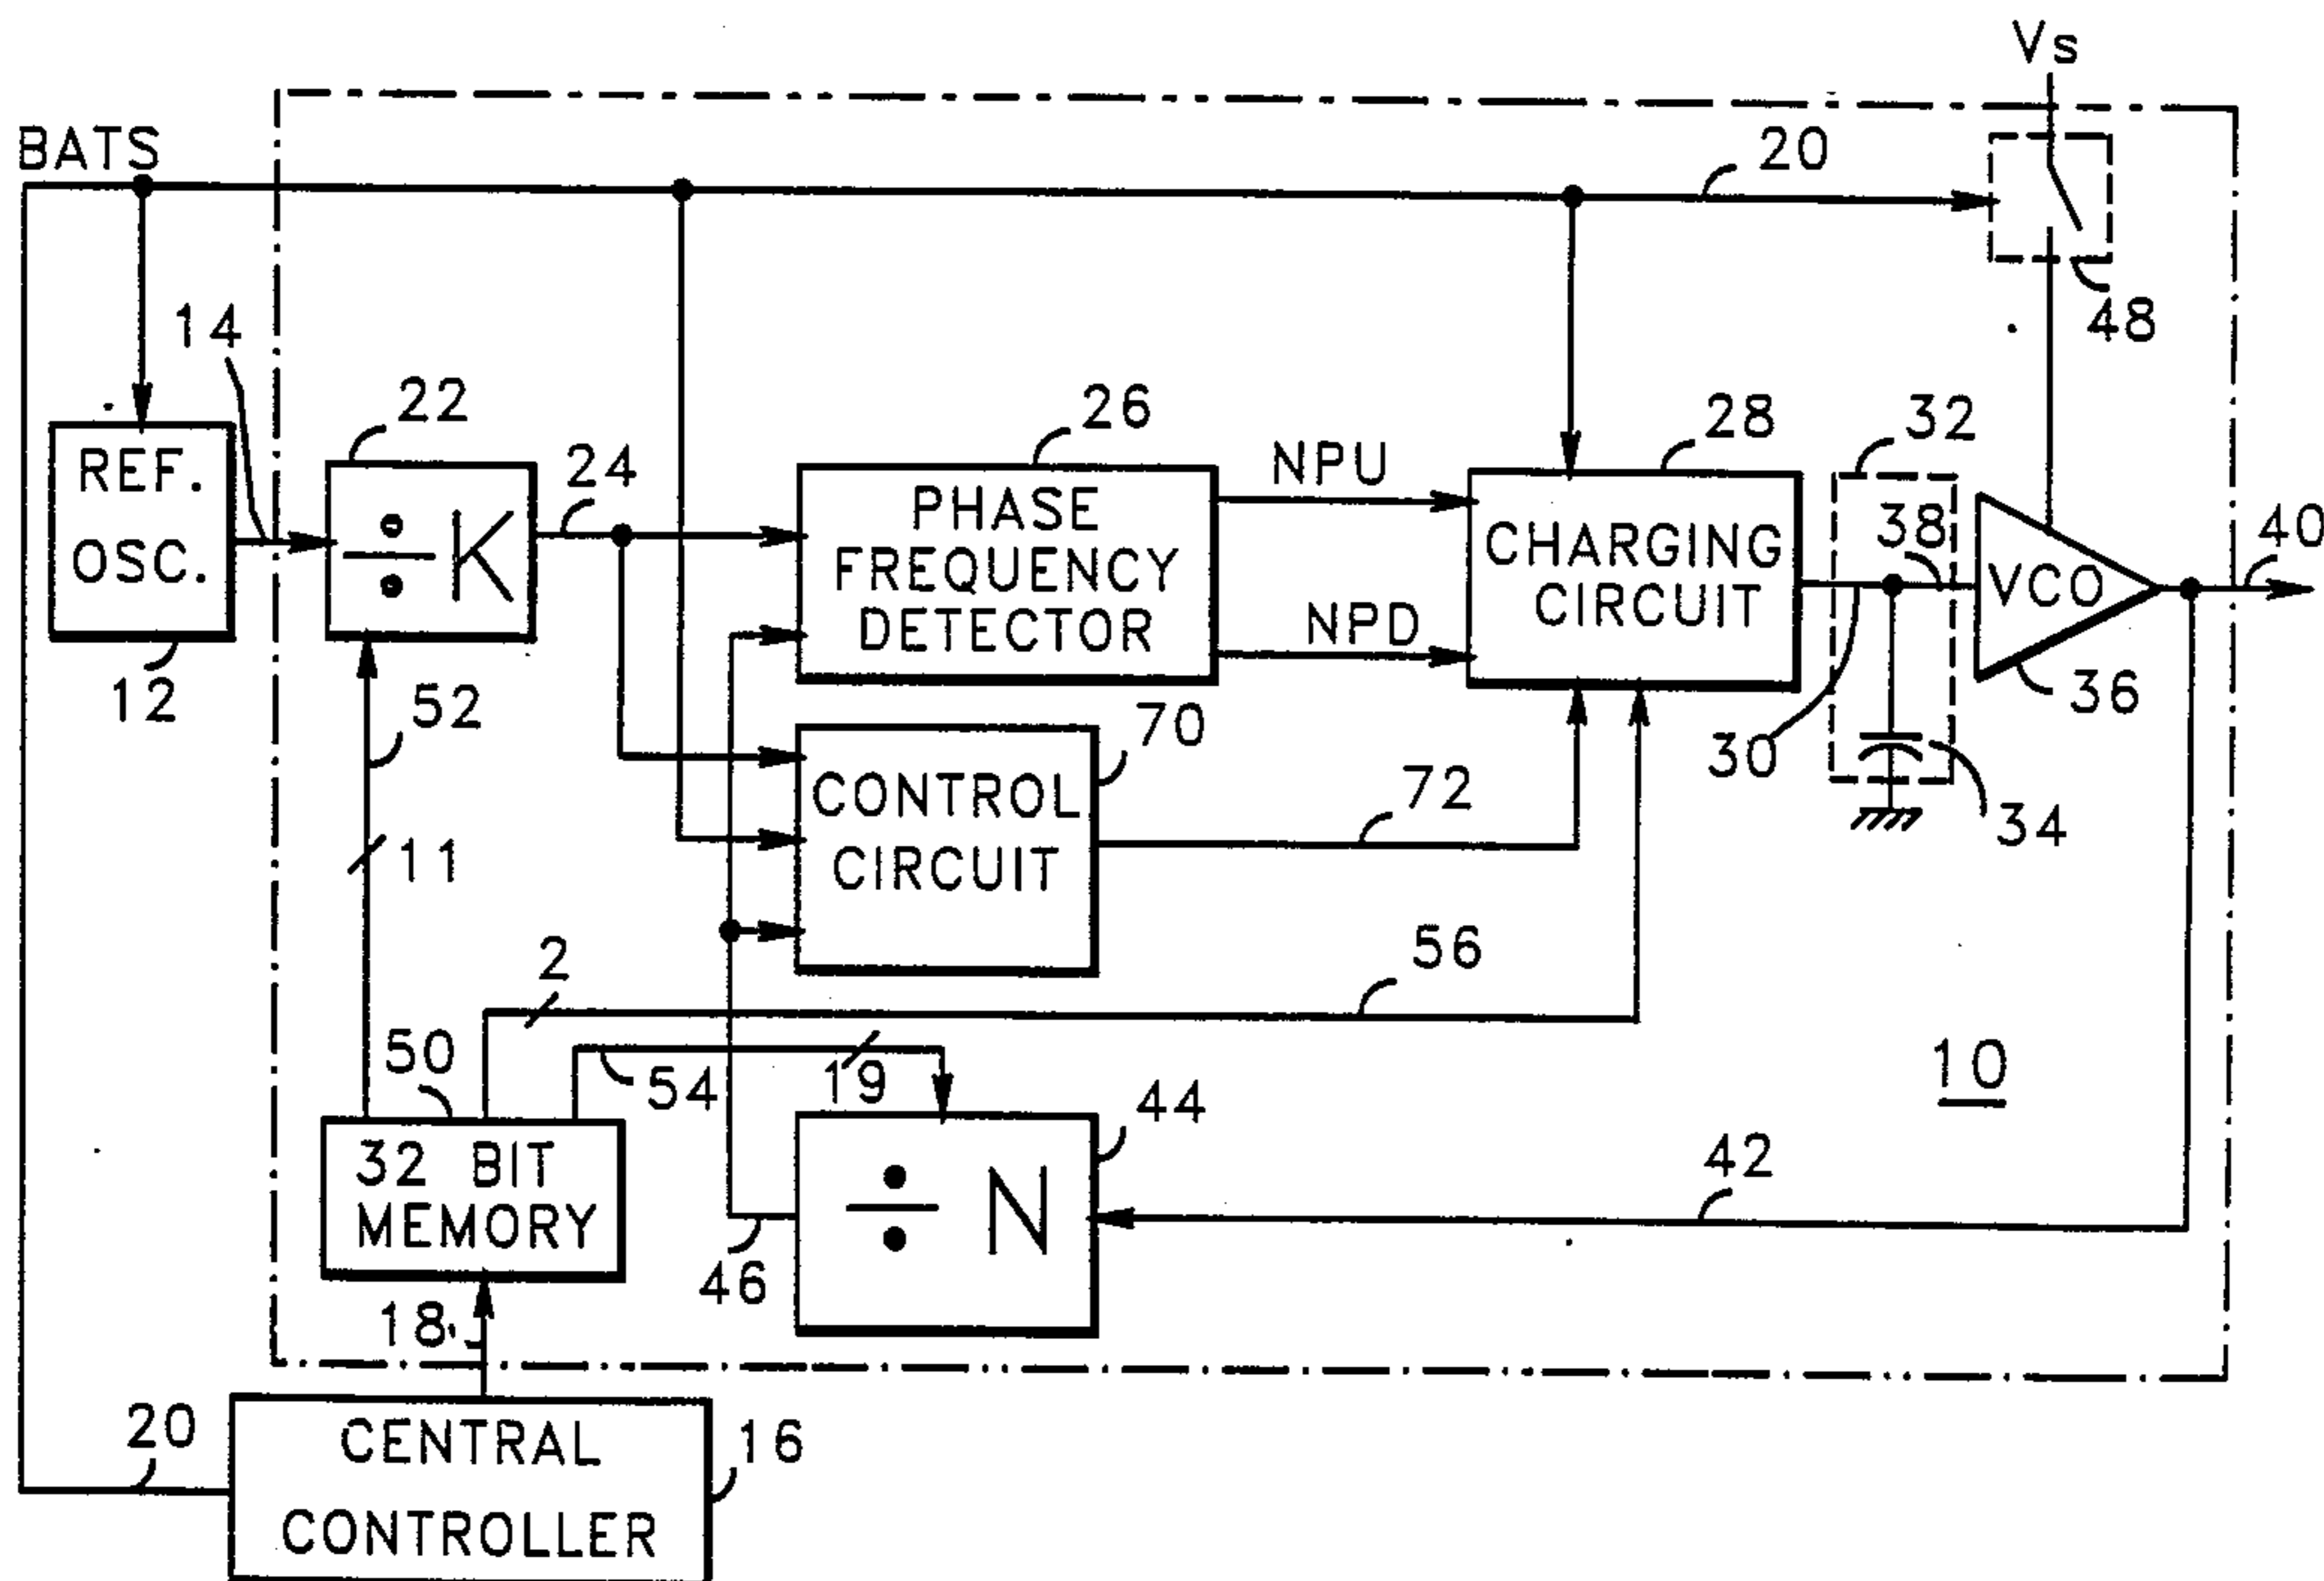 Vs
BATS
20
48
14
22
24
26
NPU
28
32
38
40
REF.
OSC.
÷ K
PHASE
FREQUENCY
DETECTOR
CHARGING
CIRCUIT
VCO
NPD
36
12
52
70
30
34
CONTROL
CIRCUIT
72
11
2
56
50
54
19
44
10
32 BIT
MEMORY
÷ N
42
46
18
20
CENTRAL
CONTROLLER
16